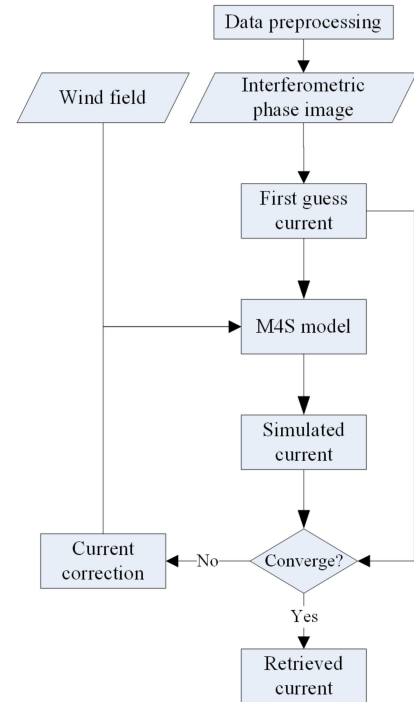 Data preprocessing
Wind field
Interferometric
phase image
First guess
current
M4S model
Simulated
current
Current
correction
No
Converge?
Yes
Retrieved
current